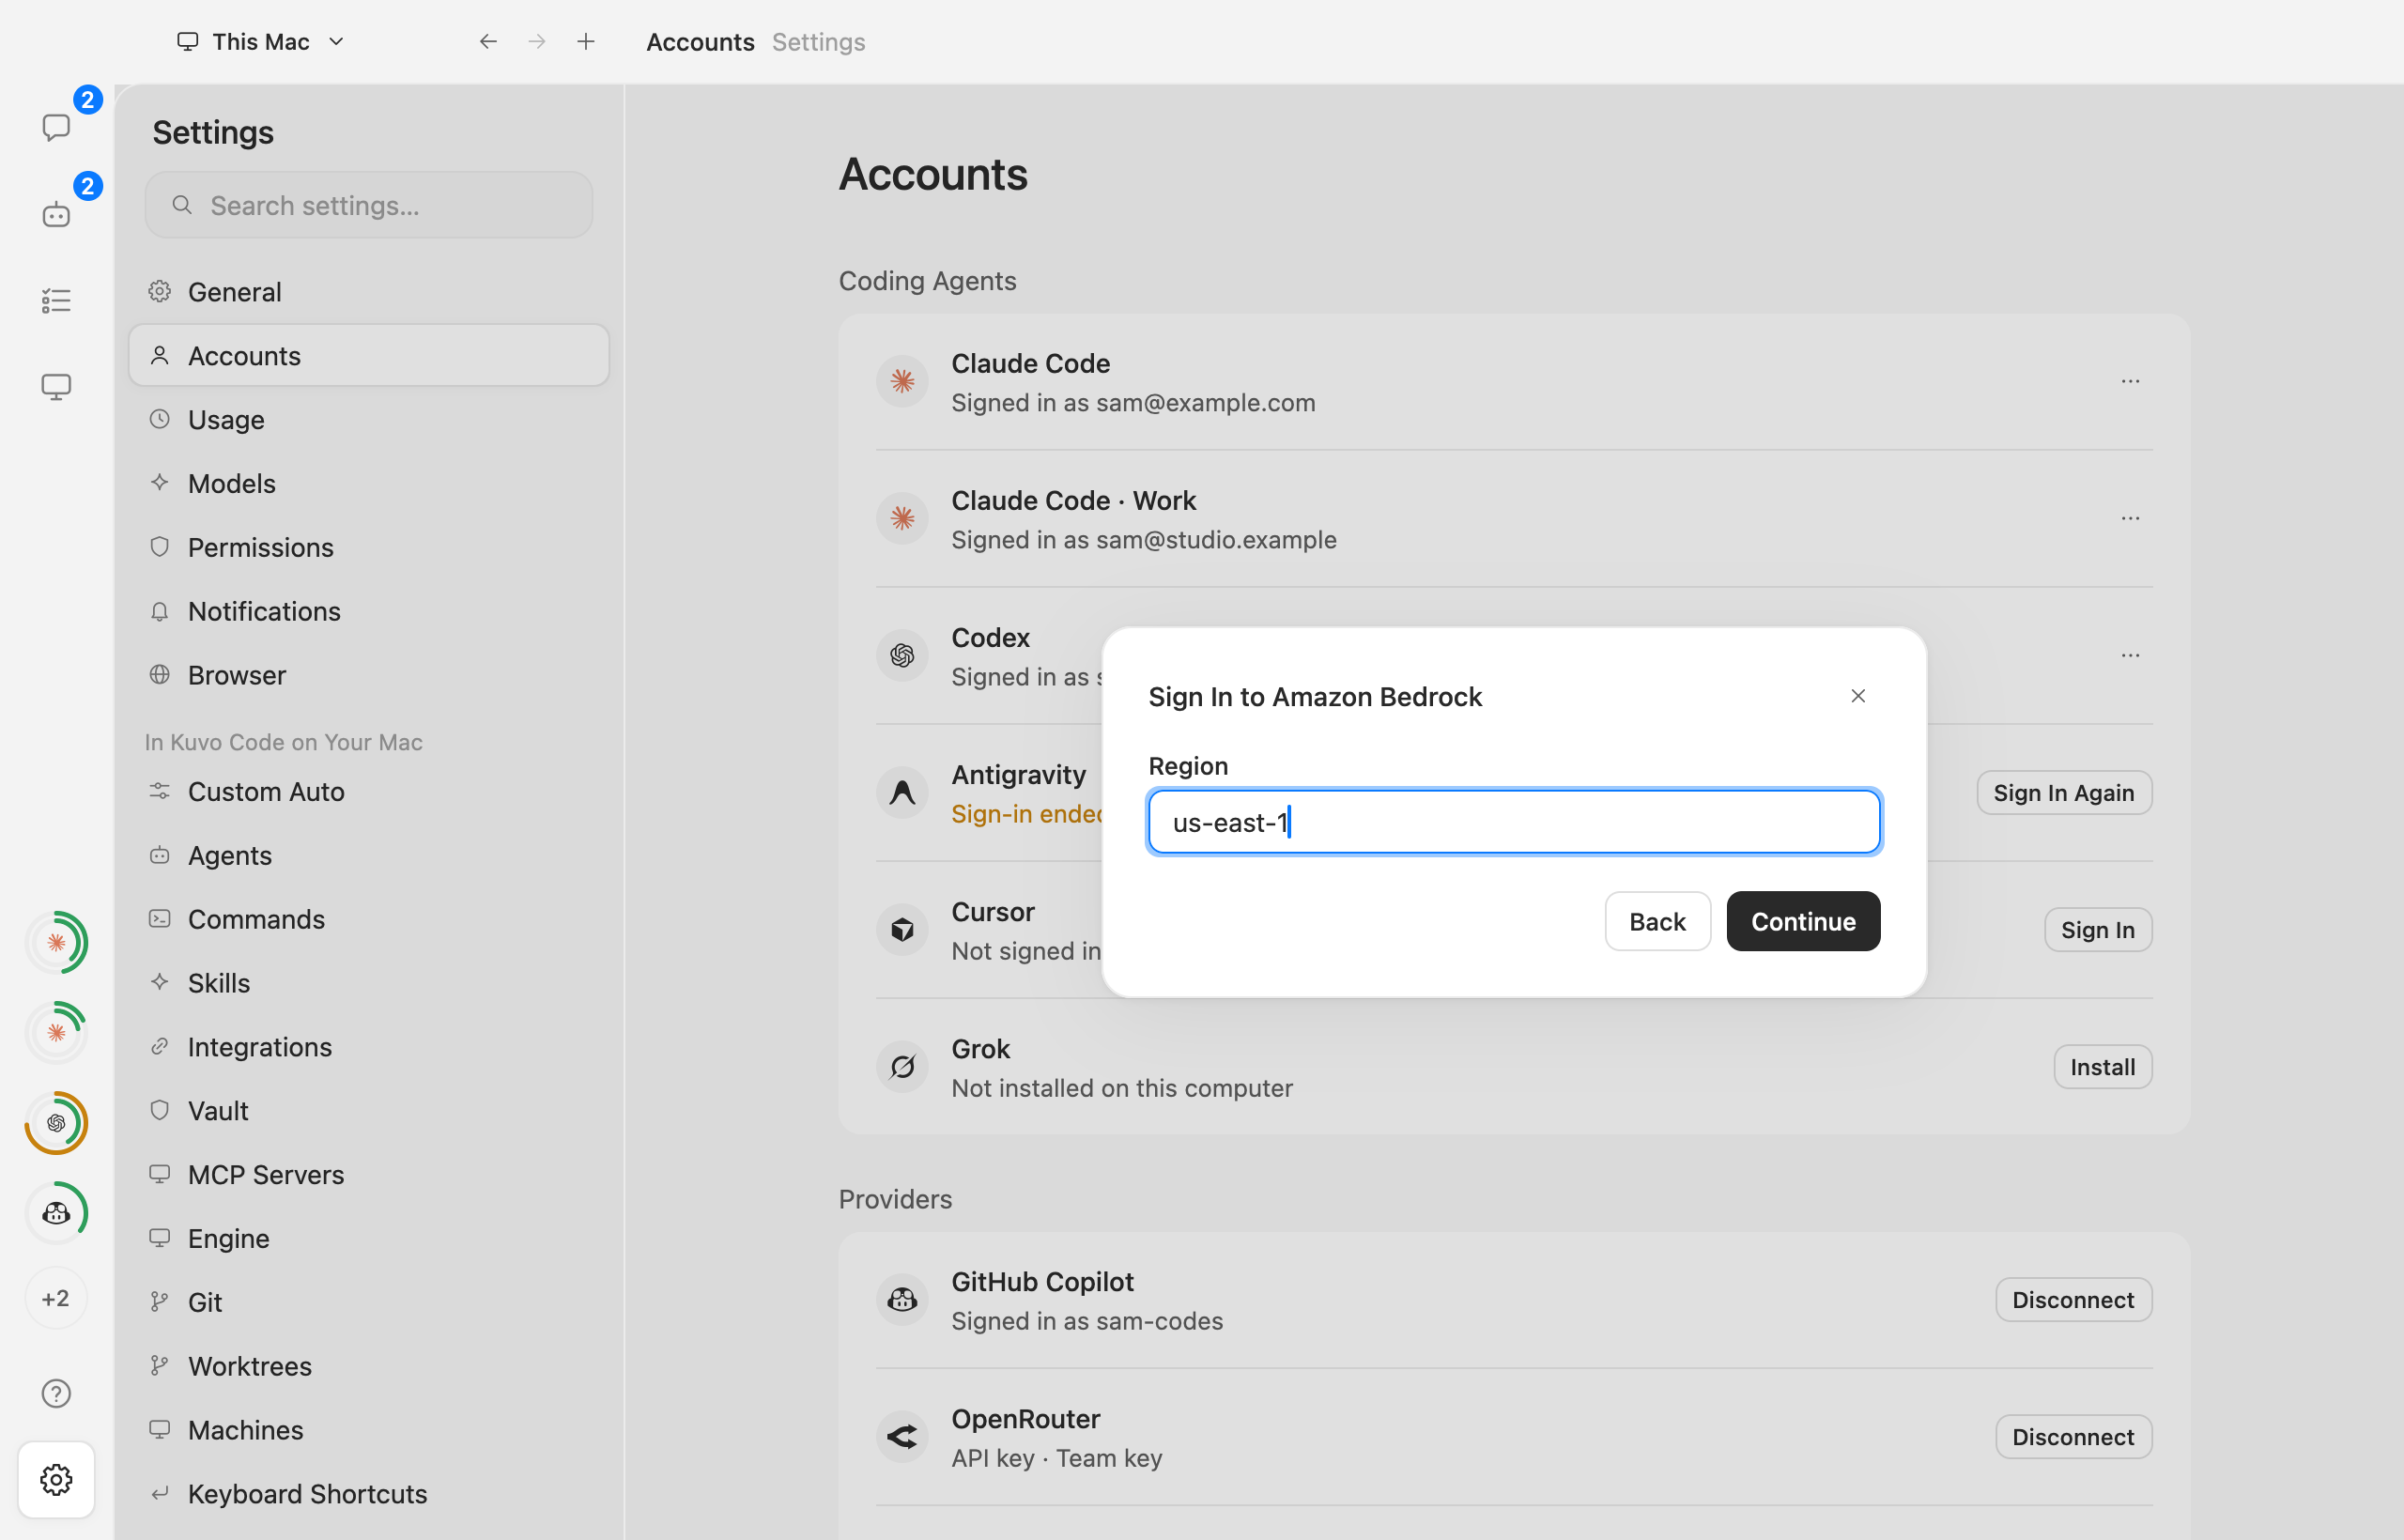 This Mac
Accounts Settings
2
2
Settings
Search settings...
General
Accounts
Usage
Models
Permissions
Notifications
Browser
In Kuvo Code on Your Mac
Custom Auto
Agents
Commands
Skills
Integrations
Vault
MCP Servers
Engine
Git
Worktrees
Machines
Keyboard Shortcuts
+2
Accounts
Coding Agents
Claude Code
Signed in as sam@example.com
Claude Code · Work
Signed in as sam@studio.example
Codex
Signed in as
Antigravity
Sign-in ended
Sign In Again
Cursor
Not signed in
Sign In
Grok
Not installed on this computer
Install
Sign In to Amazon Bedrock
Region
us-east-1
Back
Continue
Providers
GitHub Copilot
Signed in as sam-codes
Disconnect
OpenRouter
API key · Team key
Disconnect